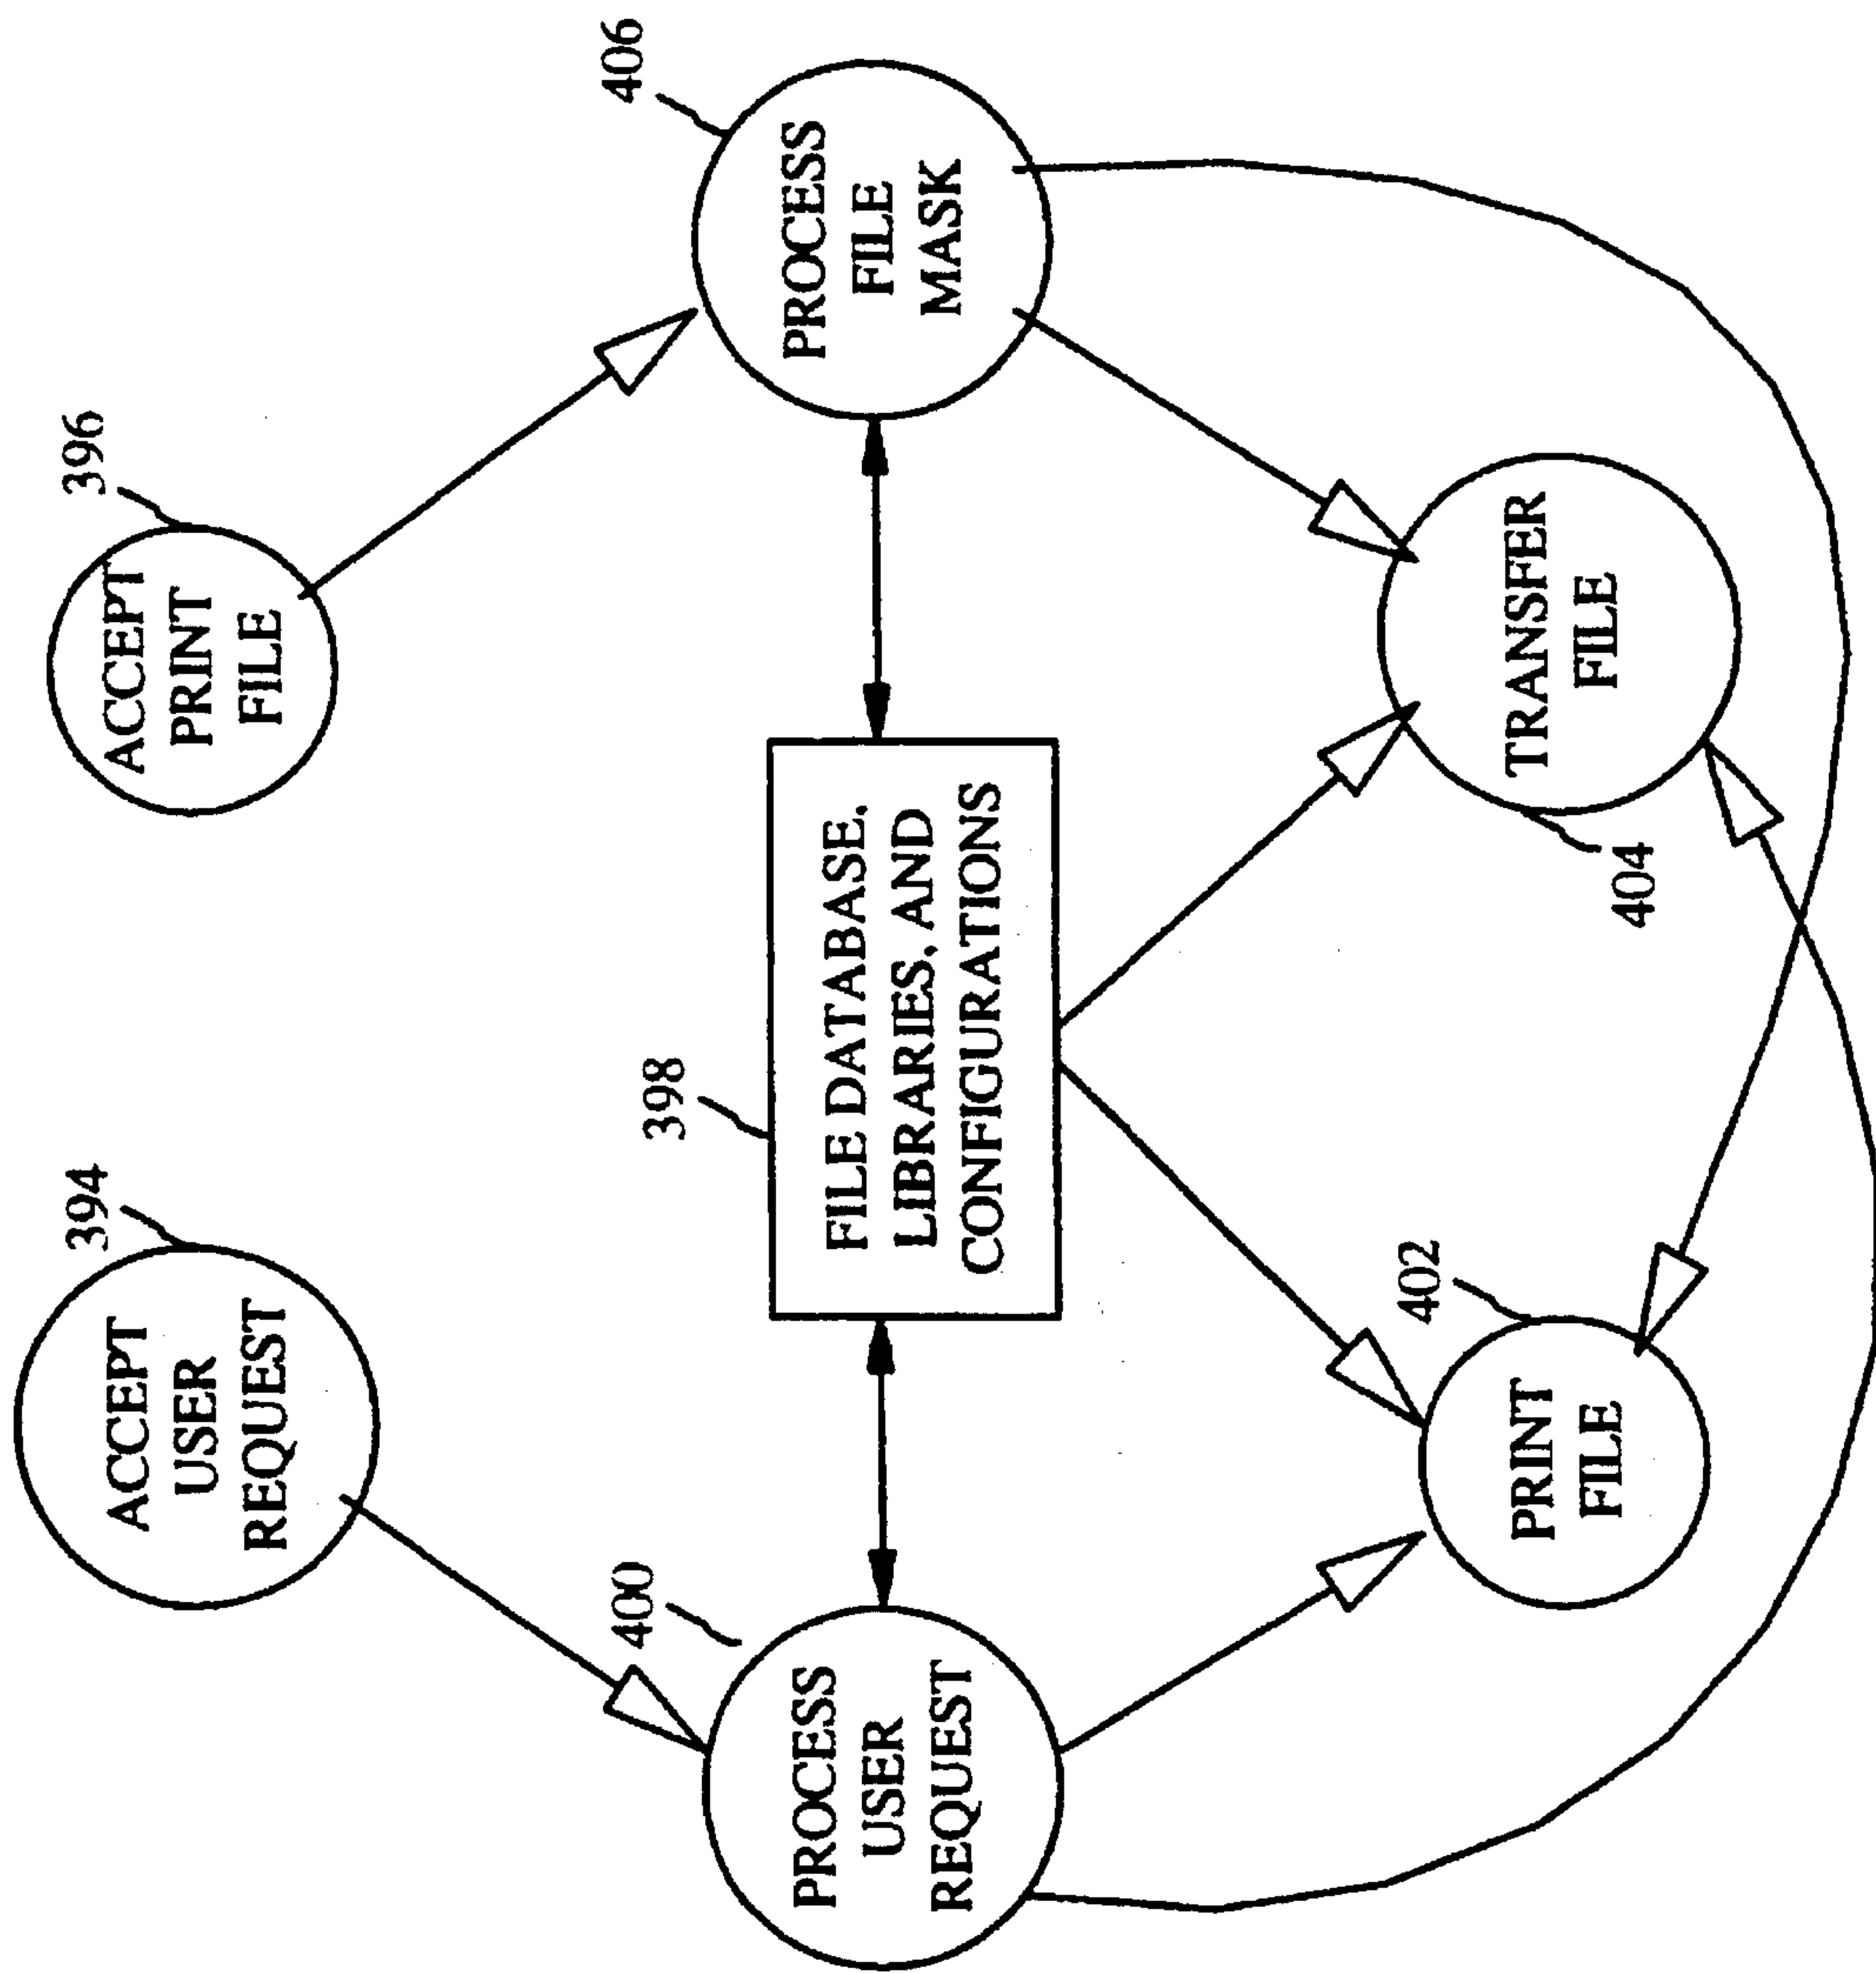 394
ACCEPT
USER
REQUEST
396
ACCEPT
PRINT
FILE
400
PROCESS
USER
REQUEST
398
FILE DATABASE,
LIBRARIES, AND
CONFIGURATIONS
406
PROCESS
FILE
MASK
402
PRINT
FILE
404
TRANSFER
FILE